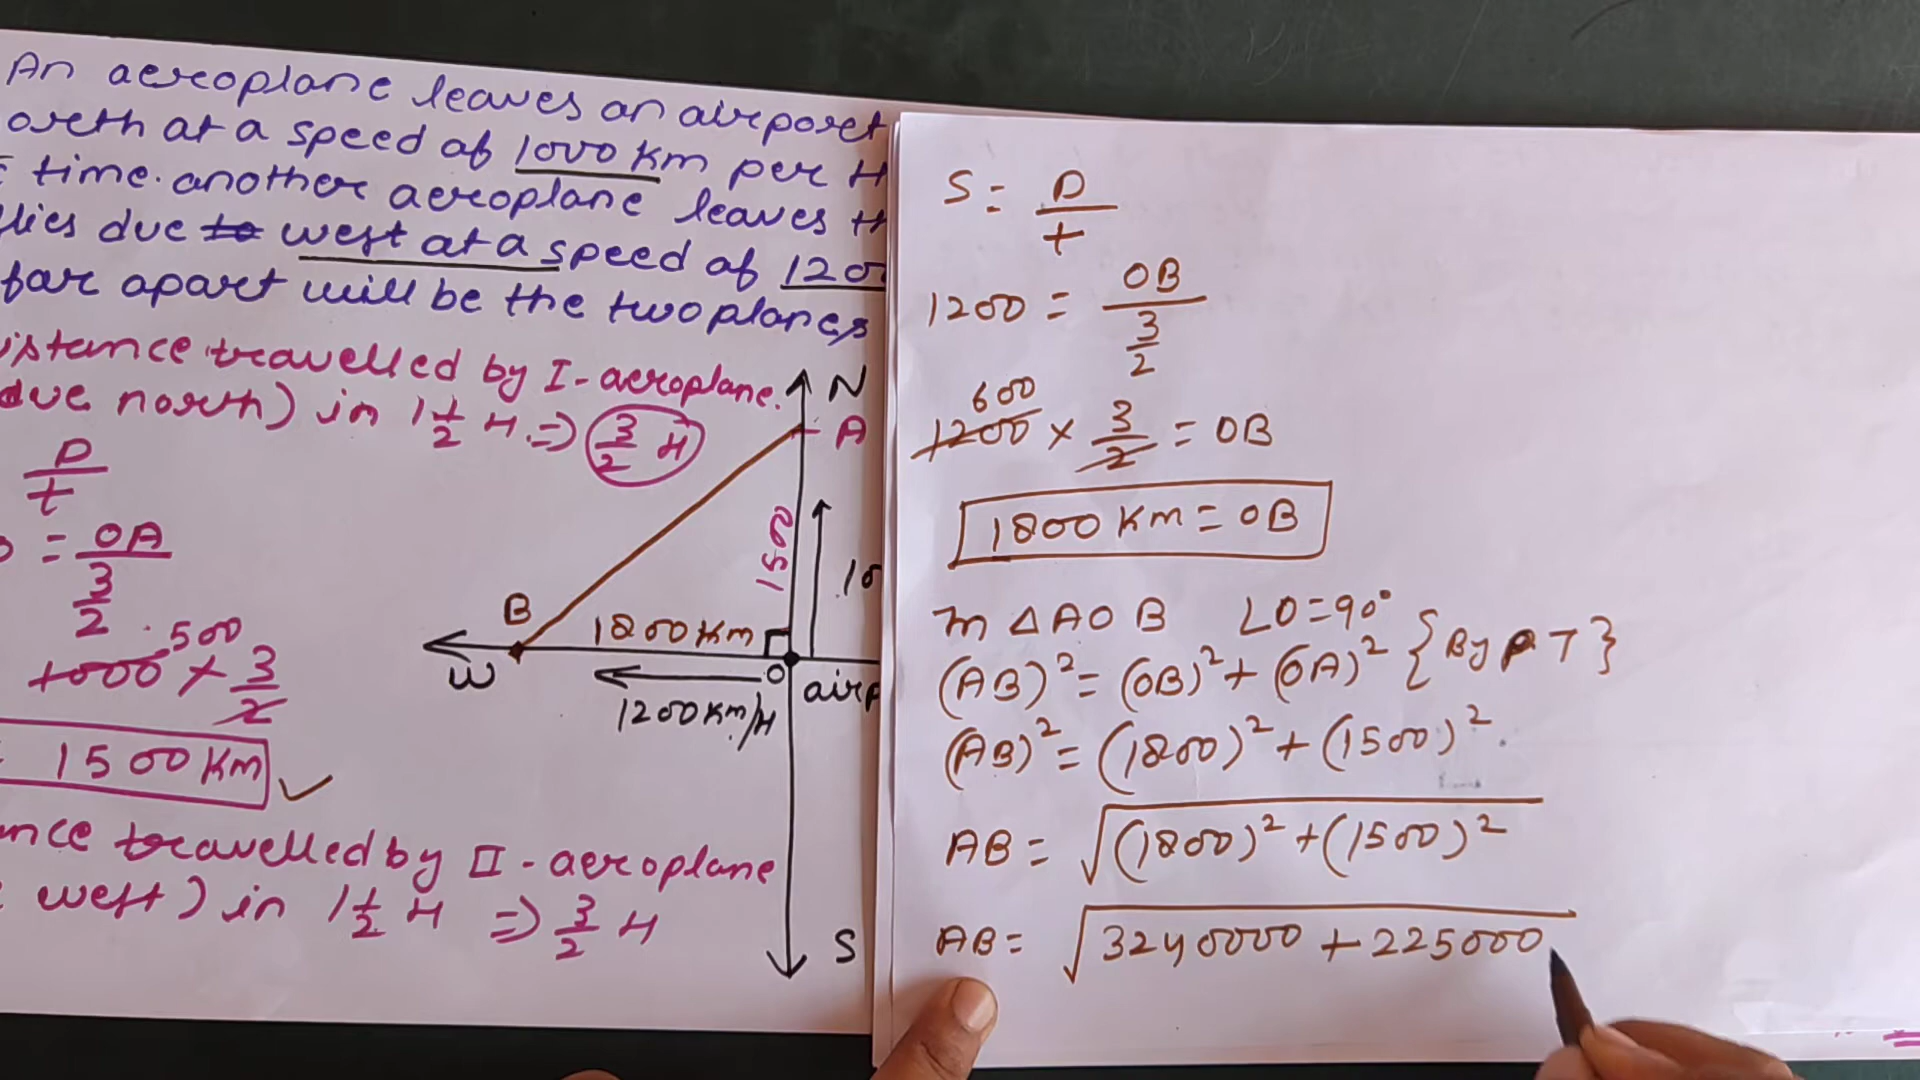 An aeroplane leaves an airport
orth at a speed of 1000 Km per H
time. another aeroplane leaves th
flies due to west at a speed of 120
far apart will be the two planes
istance travelled by I-aeroplane.
due north) in 1 1/2 H. => 3/2 H
D/t
= OA / 3/2
500
1000 × 3/2
1500 Km
nce travelled by II - aeroplane
west) in 1 1/2 H => 3/2 H
N
A
1500
10
B
1800 Km
W
O
airp
1200 Km/H
S
S = D/t
1200 = OB / 3/2
600
1200 × 3/2 = OB
1800 Km = OB
In △AOB ∠O = 90°
(AB)² = (OB)² + (OA)² {By PT}
(AB)² = (1800)² + (1500)²
AB = √(1800)² + (1500)²
AB = √3240000 + 225000